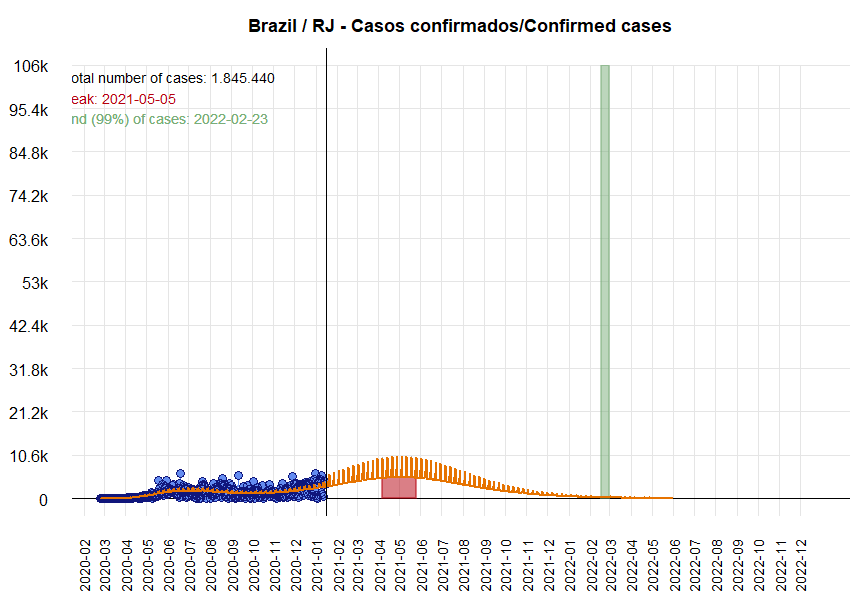 Brazil / RJ - Casos confirmados/Confirmed cases
106k
95.4k
84.8k
74.2k
63.6k
53k
42.4k
31.8k
21.2k
10.6k
0
otal number of cases: 1.845.440
eak: 2021-05-05
nd (99%) of cases: 2022-02-23
2020-02
2020-03
2020-04
2020-05
2020-06
2020-07
2020-08
2020-09
2020-10
2020-11
2020-12
2021-01
2021-02
2021-03
2021-04
2021-05
2021-06
2021-07
2021-08
2021-09
2021-10
2021-11
2021-12
2022-01
2022-02
2022-03
2022-04
2022-05
2022-06
2022-07
2022-08
2022-09
2022-10
2022-11
2022-12